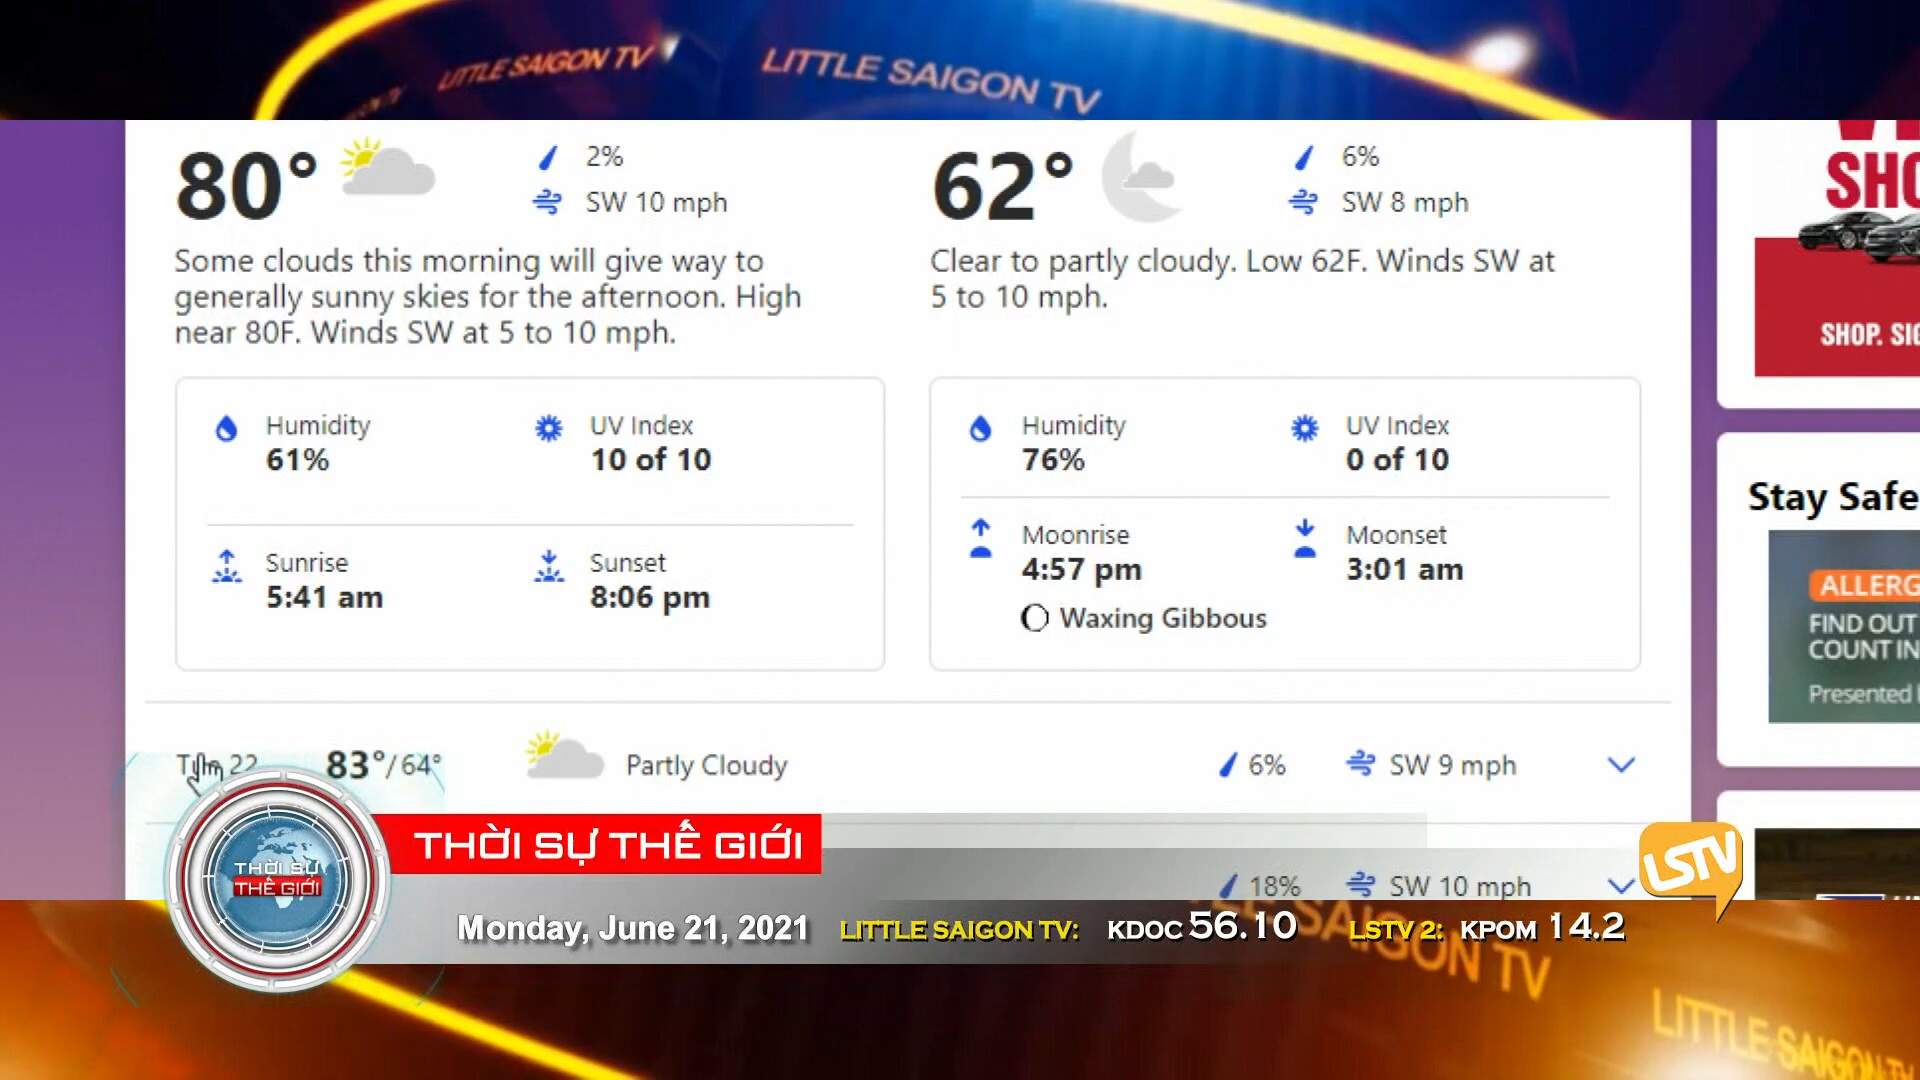 LITTLE SAIGON TV
LITTLE SAIGON TV
80°
2%
SW 10 mph
Some clouds this morning will give way to
generally sunny skies for the afternoon. High
near 80F. Winds SW at 5 to 10 mph.
Humidity
61%
UV Index
10 of 10
Sunrise
5:41 am
Sunset
8:06 pm
62°
6%
SW 8 mph
Clear to partly cloudy. Low 62F. Winds SW at
5 to 10 mph.
Humidity
76%
UV Index
0 of 10
Moonrise
4:57 pm
Moonset
3:01 am
Waxing Gibbous
22
83°/64°
Partly Cloudy
6%
SW 9 mph
18%
SW 10 mph
SHOP.
Stay Safe
FIND OUT
COUNT IN
Presented
THỜI SỰ THẾ GIỚI
THỜI SỰ
THẾ GIỚI
LSTV
Monday, June 21, 2021 LITTLE SAIGON TV: KDOC 56.10 LSTV 2: KPOM 14.2
SAIGON TV
LITTLE SAIGON TV